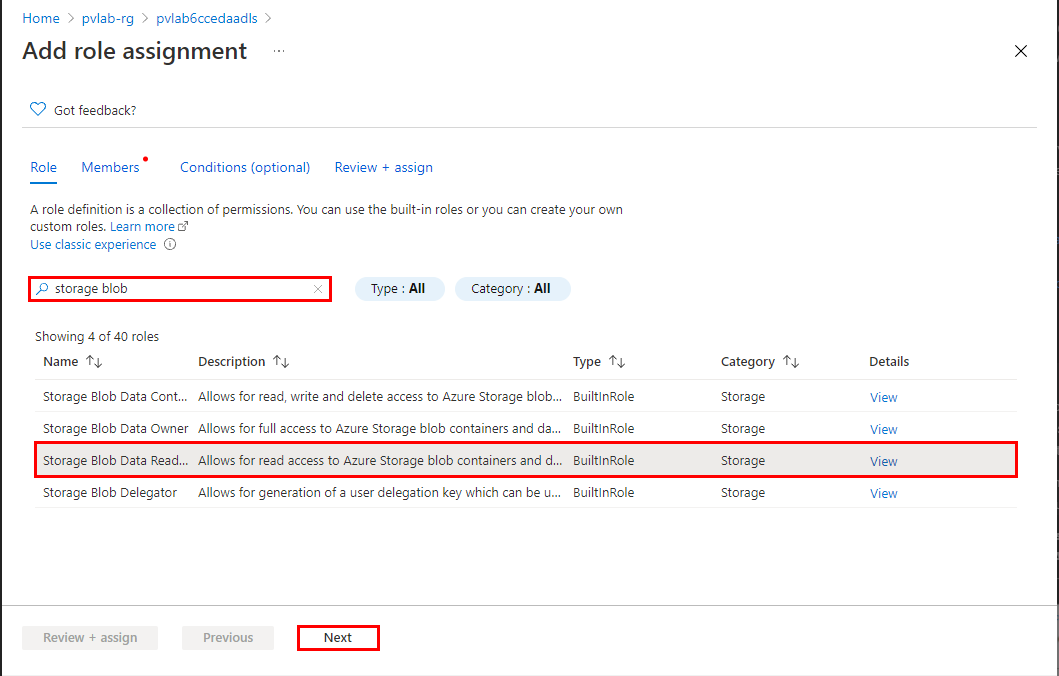 Home > pvlab-rg > pvlab6ccedaadls >
Add role assignment ...
Got feedback?
Role Members Conditions (optional) Review + assign
A role definition is a collection of permissions. You can use the built-in roles or you can create your own
custom roles. Learn more
Use classic experience
storage blob Type : All Category : All
Showing 4 of 40 roles
Name Description Type Category Details
Storage Blob Data Cont... Allows for read, write and delete access to Azure Storage blob... BuiltInRole Storage View
Storage Blob Data Owner Allows for full access to Azure Storage blob containers and da... BuiltInRole Storage View
Storage Blob Data Read... Allows for read access to Azure Storage blob containers and d... BuiltInRole Storage View
Storage Blob Delegator Allows for generation of a user delegation key which can be u... BuiltInRole Storage View
Review + assign Previous Next